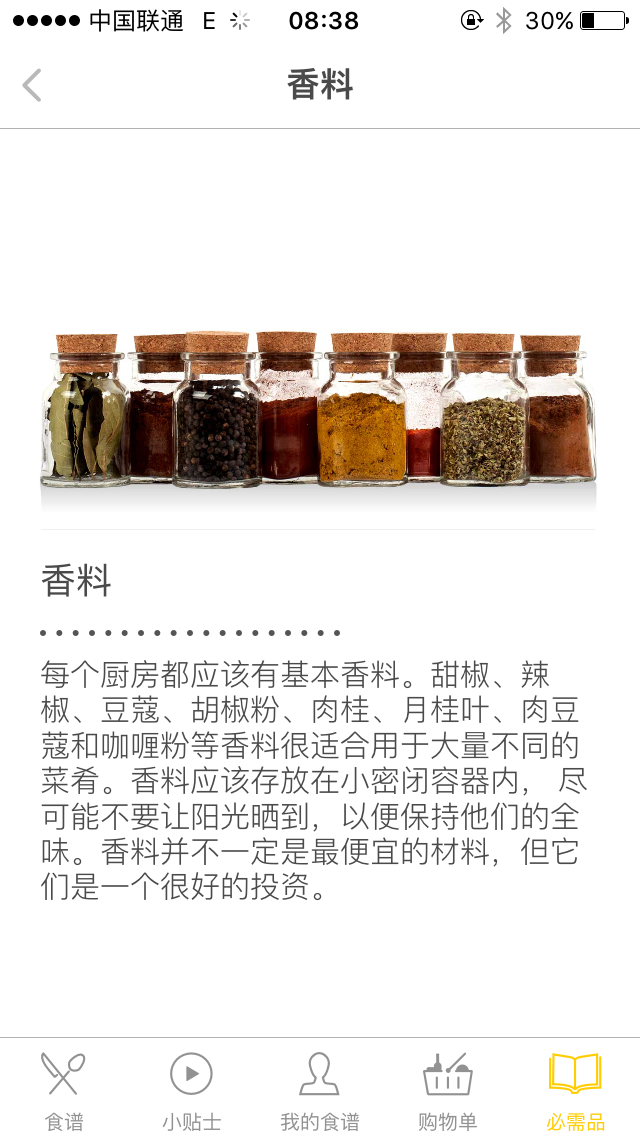 中国联通 E 08:38 30%
香料
香料
每个厨房都应该有基本香料。甜椒、辣
椒、豆蔻、胡椒粉、肉桂、月桂叶、肉豆
蔻和咖喱粉等香料很适合用于大量不同的
菜肴。香料应该存放在小密闭容器内， 尽
可能不要让阳光晒到，以便保持他们的全
味。香料并不一定是最便宜的材料，但它
们是一个很好的投资。
食谱 小贴士 我的食谱 购物单 必需品